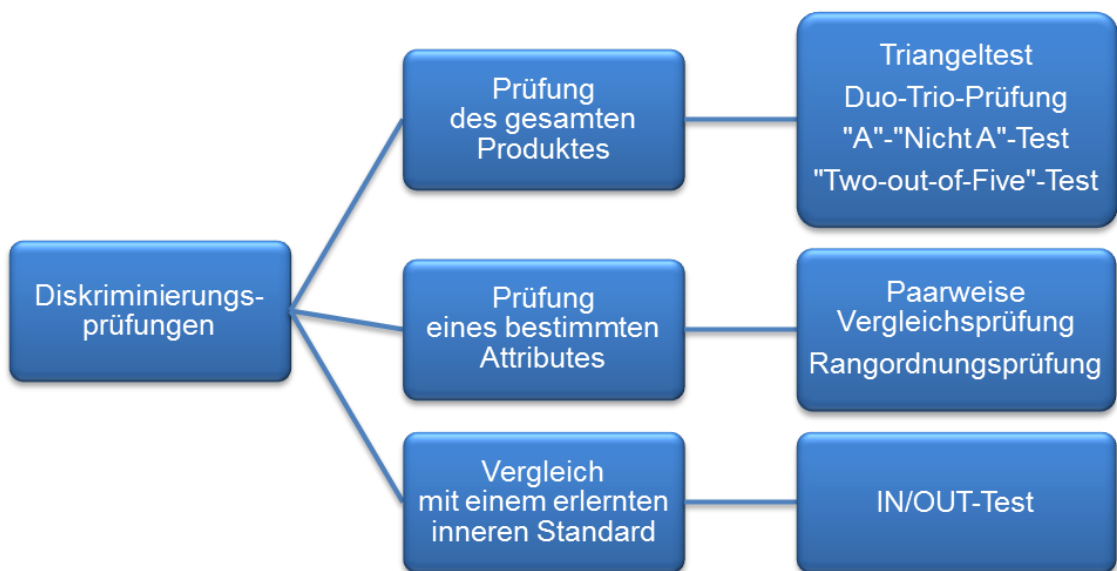 Diskriminierungs-
prüfungen
Prüfung
des gesamten
Produktes
Triangeltest
Duo-Trio-Prüfung
"A"-"Nicht A"-Test
"Two-out-of-Five"-Test
Prüfung
eines bestimmten
Attributes
Paarweise
Vergleichsprüfung
Rangordnungsprüfung
Vergleich
mit einem erlernten
inneren Standard
IN/OUT-Test